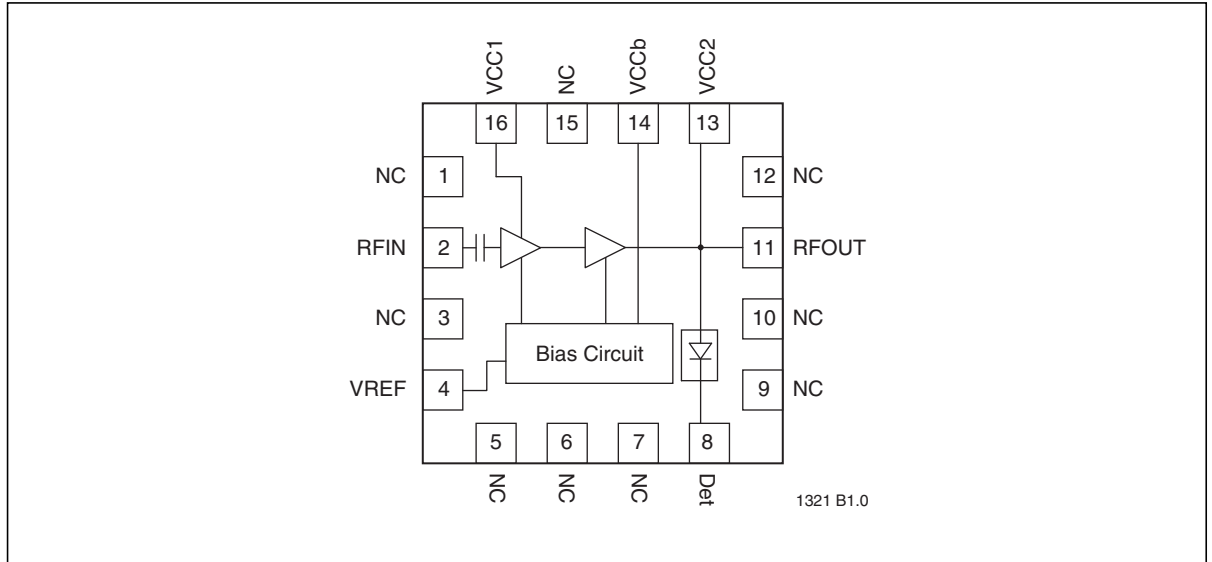 VCC1
NC
VCCb
VCC2
16
15
14
13
NC
1
12
NC
RFIN
2
11
RFOUT
NC
3
10
NC
Bias Circuit
VREF
4
9
NC
5
6
7
8
NC
NC
NC
Det
1321 B1.0